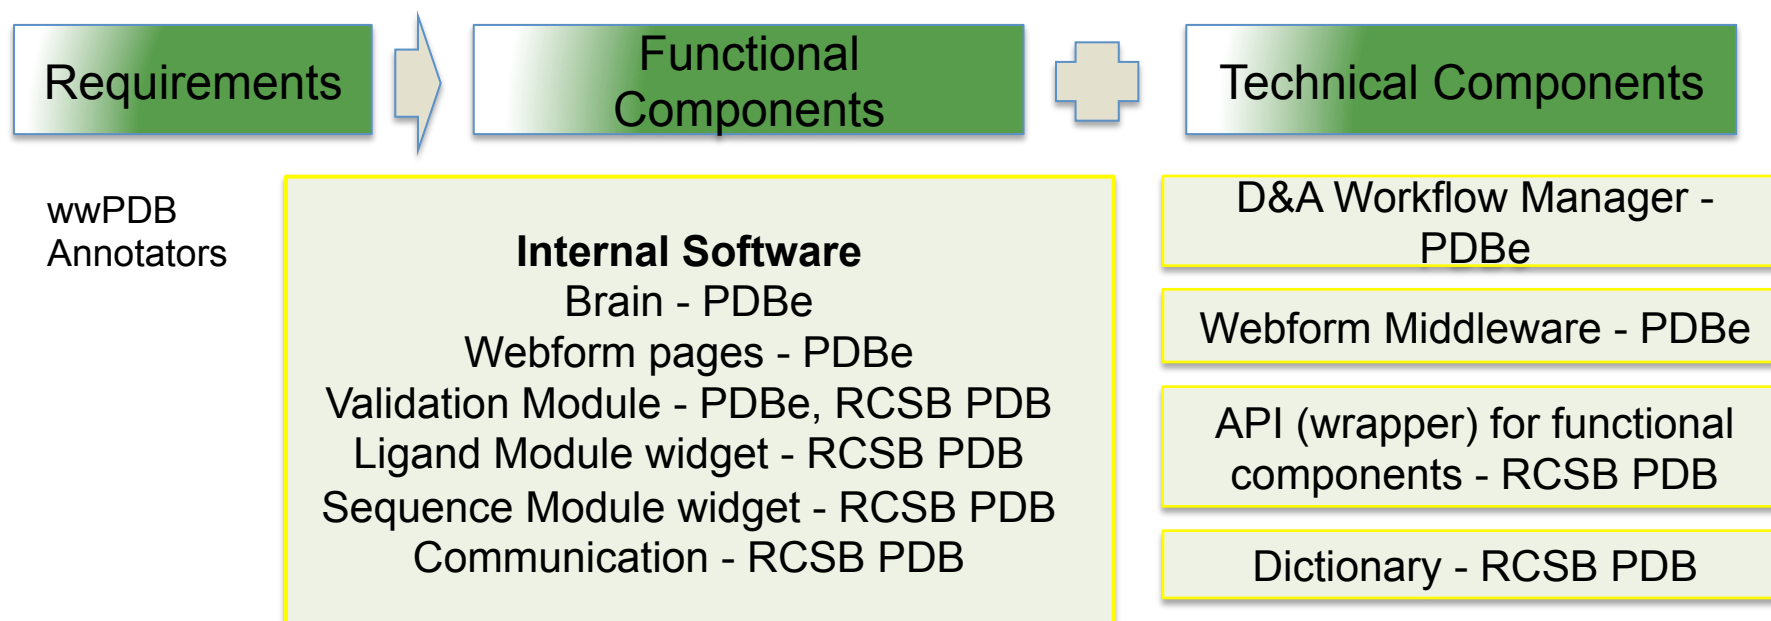 Requirements
Functional
Components
Technical Components
wwPDB
Annotators
Internal Software
Brain - PDBe
Webform pages - PDBe
Validation Module - PDBe, RCSB PDB
Ligand Module widget - RCSB PDB
Sequence Module widget - RCSB PDB
Communication - RCSB PDB
D&A Workflow Manager -
PDBe
Webform Middleware - PDBe
API (wrapper) for functional
components - RCSB PDB
Dictionary - RCSB PDB